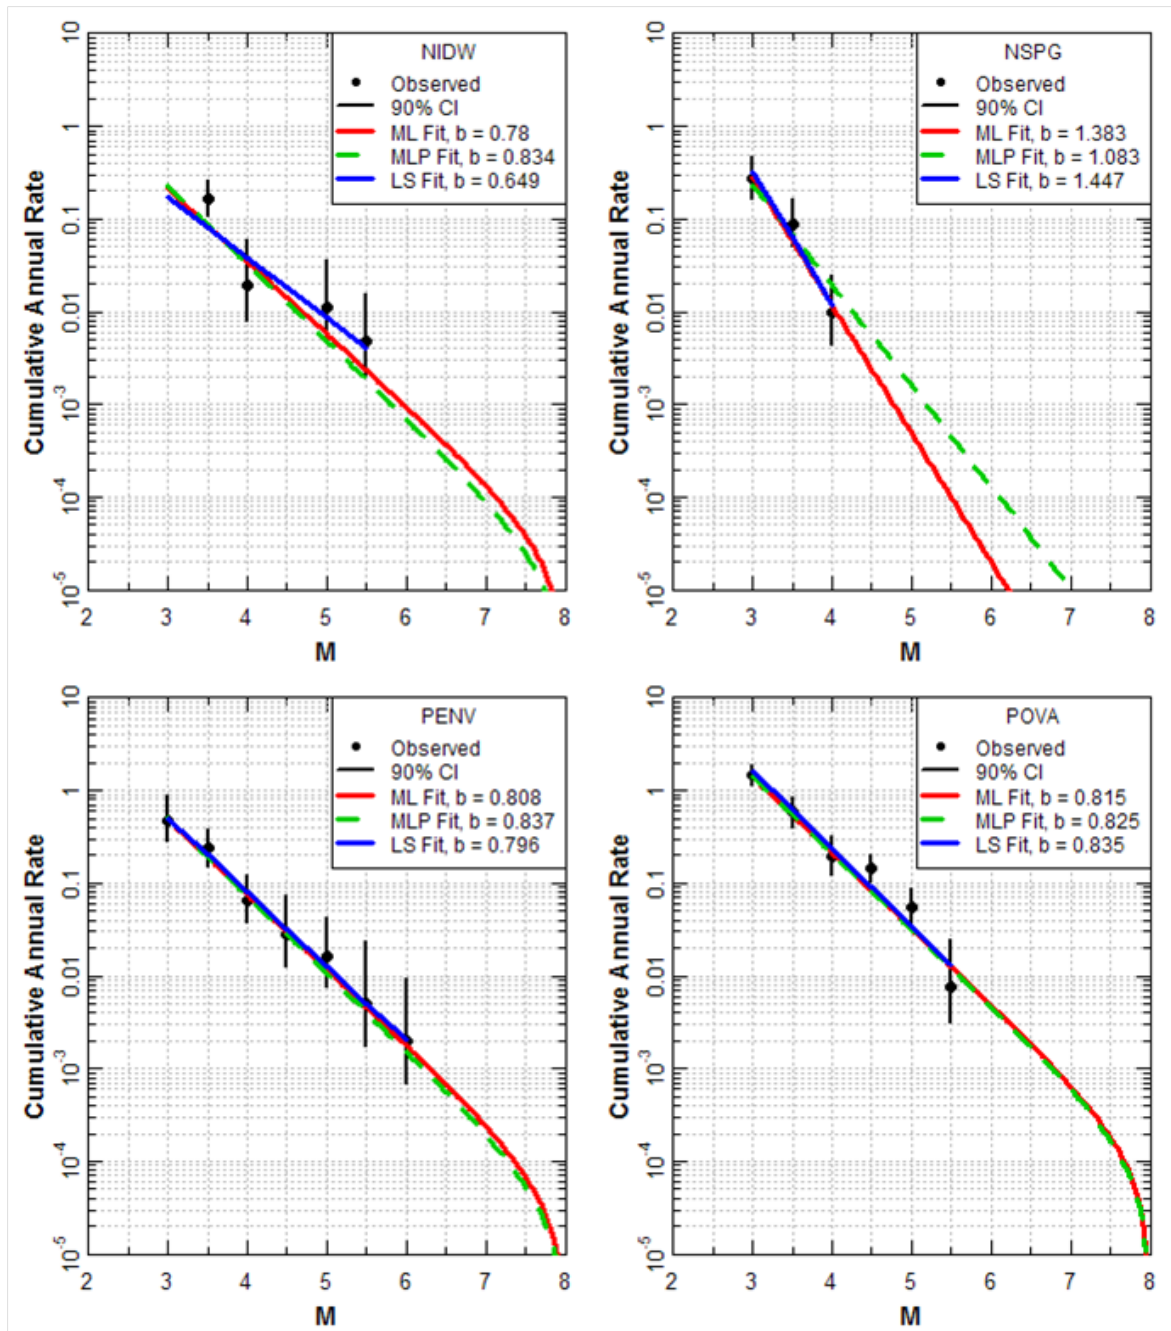 NIDW
Observed
90% CI
ML Fit, b = 0.78
MLP Fit, b = 0.834
LS Fit, b = 0.649
Cumulative Annual Rate
10
1
0.1
0.01
10-3
10-4
10-5
2 3 4 5 6 7 8
M
NSPG
Observed
90% CI
ML Fit, b = 1.383
MLP Fit, b = 1.083
LS Fit, b = 1.447
Cumulative Annual Rate
10
1
0.1
0.01
10-3
10-4
10-5
2 3 4 5 6 7 8
M
PENV
Observed
90% CI
ML Fit, b = 0.808
MLP Fit, b = 0.837
LS Fit, b = 0.796
Cumulative Annual Rate
10
1
0.1
0.01
10-3
10-4
10-5
2 3 4 5 6 7 8
M
POVA
Observed
90% CI
ML Fit, b = 0.815
MLP Fit, b = 0.825
LS Fit, b = 0.835
Cumulative Annual Rate
10
1
0.1
0.01
10-3
10-4
10-5
2 3 4 5 6 7 8
M